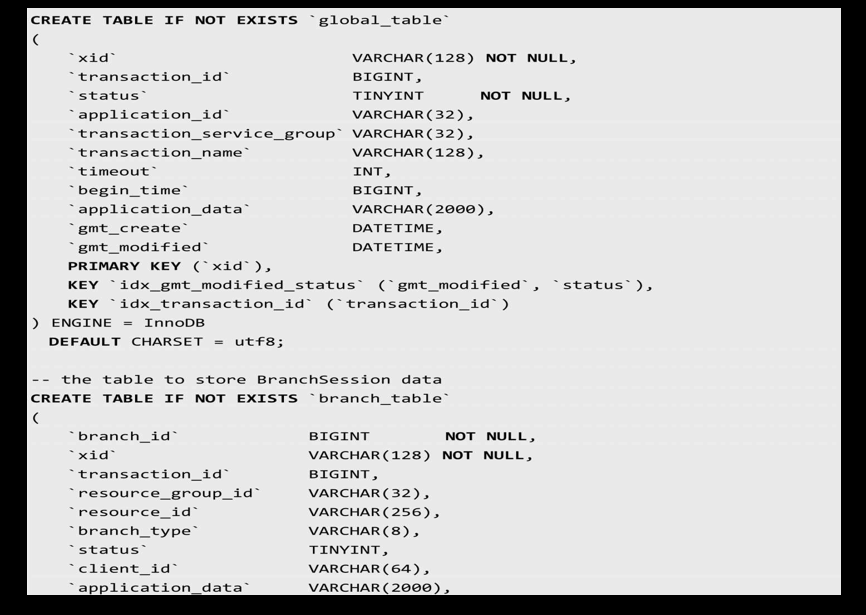 CREATE TABLE IF NOT EXISTS `global_table`
(
    `xid`                       VARCHAR(128) NOT NULL,
    `transaction_id`            BIGINT,
    `status`                    TINYINT      NOT NULL,
    `application_id`            VARCHAR(32),
    `transaction_service_group` VARCHAR(32),
    `transaction_name`          VARCHAR(128),
    `timeout`                   INT,
    `begin_time`                BIGINT,
    `application_data`          VARCHAR(2000),
    `gmt_create`                DATETIME,
    `gmt_modified`              DATETIME,
    PRIMARY KEY (`xid`),
    KEY `idx_gmt_modified_status` (`gmt_modified`, `status`),
    KEY `idx_transaction_id` (`transaction_id`)
) ENGINE = InnoDB
  DEFAULT CHARSET = utf8;
-- the table to store BranchSession data
CREATE TABLE IF NOT EXISTS `branch_table`
(
    `branch_id`         BIGINT       NOT NULL,
    `xid`               VARCHAR(128) NOT NULL,
    `transaction_id`    BIGINT,
    `resource_group_id` VARCHAR(32),
    `resource_id`       VARCHAR(256),
    `branch_type`       VARCHAR(8),
    `status`            TINYINT,
    `client_id`         VARCHAR(64),
    `application_data`  VARCHAR(2000),